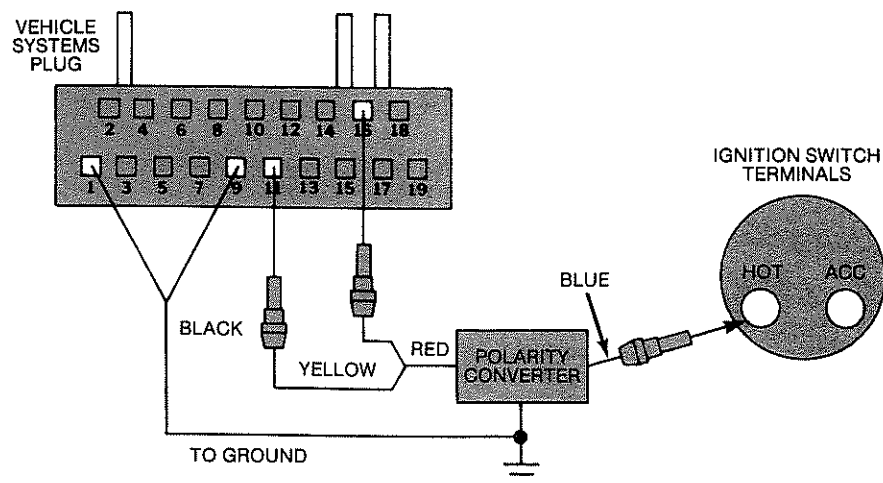 VEHICLE
SYSTEMS
PLUG
2 4 6 8 10 12 14 16 18
1 3 5 7 9 11 13 15 17 19
IGNITION SWITCH
TERMINALS
HOT ACC
BLUE
BLACK
RED
YELLOW
POLARITY
CONVERTER
TO GROUND